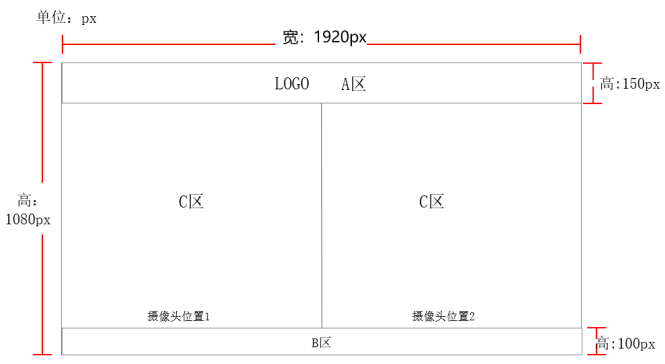 单位：px
宽：1920px
LOGO A区
高:150px
高：
1080px
C区
C区
摄像头位置1
摄像头位置2
B区
高:100px